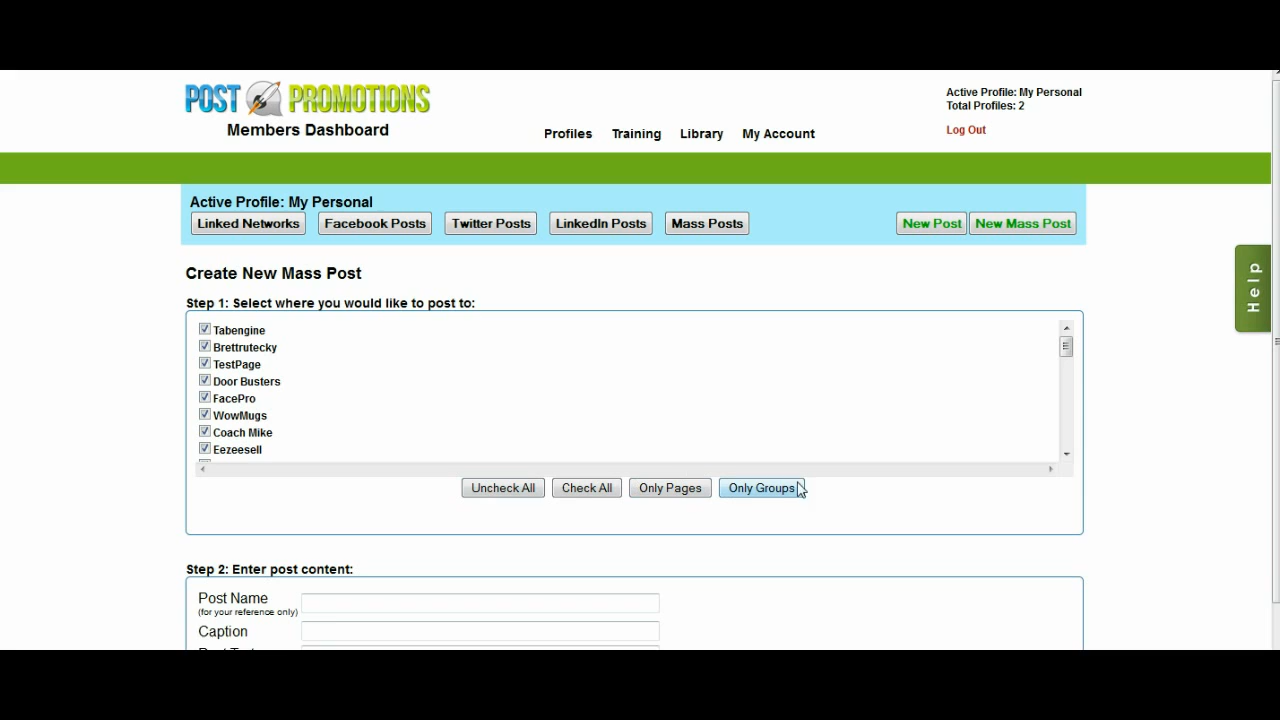 POST PROMOTIONS
Members Dashboard
Profiles Training Library My Account
Active Profile: My Personal
Total Profiles: 2
Log Out
Active Profile: My Personal
Linked Networks Facebook Posts Twitter Posts LinkedIn Posts Mass Posts New Post New Mass Post
Help
Create New Mass Post
Step 1: Select where you would like to post to:
Tabengine
Brettrutecky
TestPage
Door Busters
FacePro
WowMugs
Coach Mike
Eezeesell
Uncheck All Check All Only Pages Only Groups
Step 2: Enter post content:
Post Name
(for your reference only)
Caption